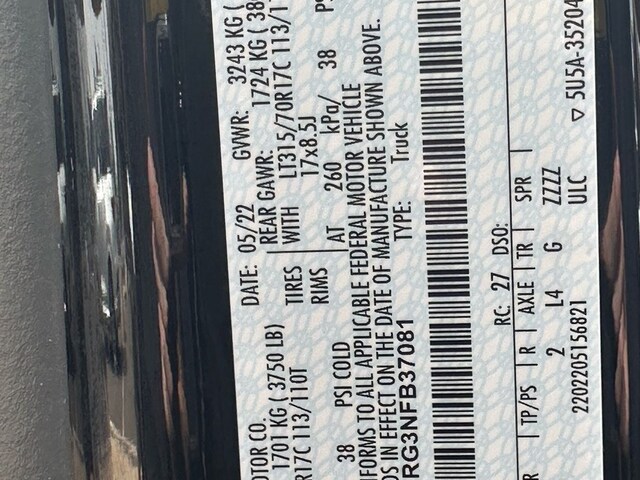 OTOR CO. DATE: 05/22 GVWR: 3243 KG (
1701 KG ( 3750 LB) REAR GAWR: 1724 KG ( 38
R17C 113/110T TIRES WITH LT315/70R17C 113/1
RIMS 17x8.5J
38 PSI COLD AT 260 kPa/ 38 PS
IFORMS TO ALL APPLICABLE FEDERAL MOTOR VEHICLE
DS IN EFFECT ON THE DATE OF MANUFACTURE SHOWN ABOVE.
RG3NFB37081 TYPE: Truck
RC: 27 DSO:
R TP/PS R AXLE TR SPR
2 L4 G ZZZZ
2202205156821 ULC ▽ 5U5A-35204